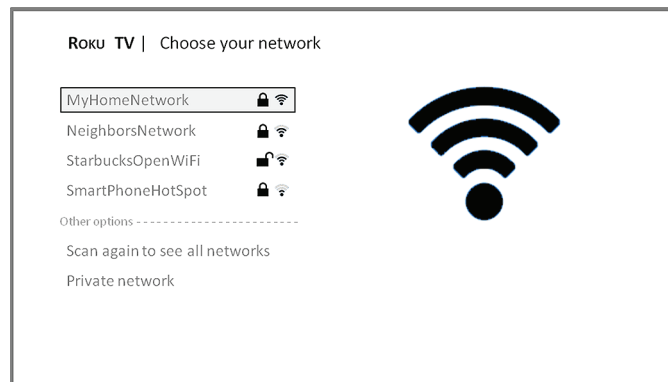 ROKU TV | Choose your network
MyHomeNetwork
NeighborsNetwork
StarbucksOpenWiFi
SmartPhoneHotSpot
Other options
Scan again to see all networks
Private network